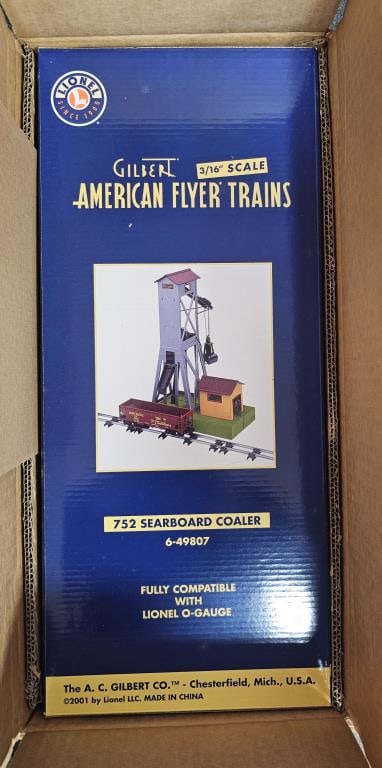 LIONEL
L
SINCE 1900
GILBERT
3/16" SCALE
AMERICAN FLYER® TRAINS
752 SEARBOARD COALER
6-49807
FULLY COMPATIBLE
WITH
LIONEL O-GAUGE
The A. C. GILBERT CO.™ - Chesterfield, Mich., U.S.A.
©2001 by Lionel LLC. MADE IN CHINA